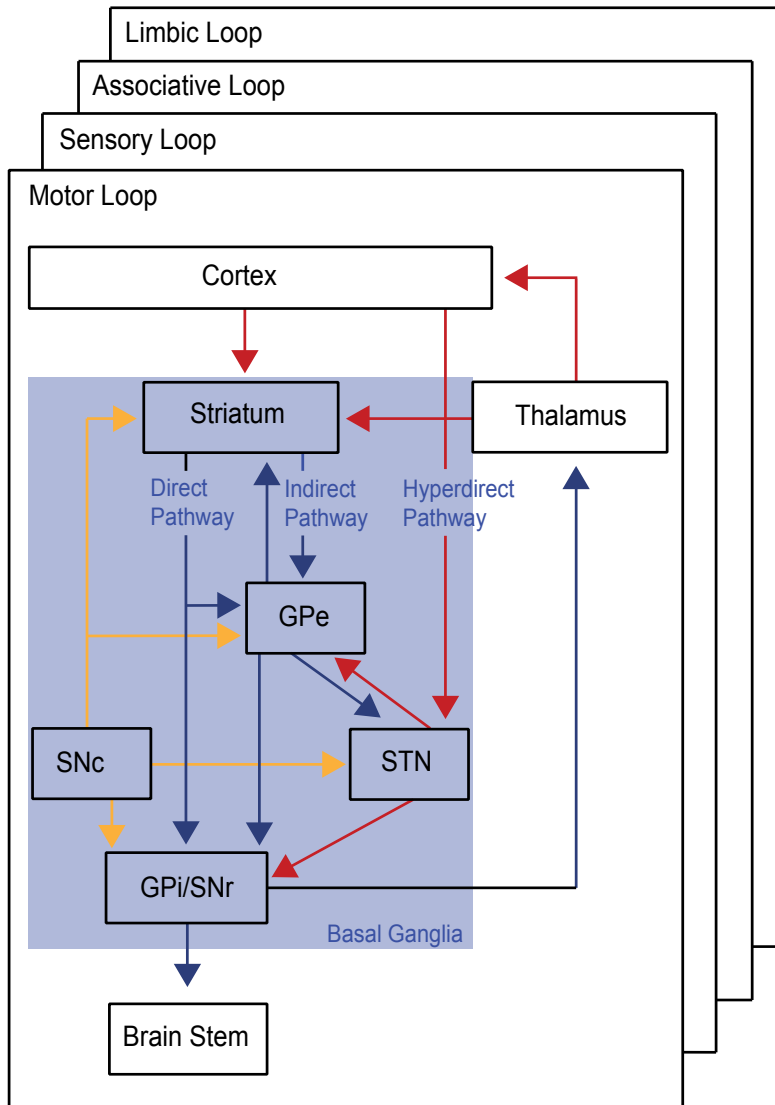 Limbic Loop
Associative Loop
Sensory Loop
Motor Loop
Cortex
Striatum
Thalamus
Direct
Pathway
Indirect
Pathway
Hyperdirect
Pathway
GPe
SNc
STN
GPi/SNr
Basal Ganglia
Brain Stem